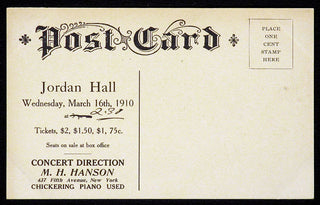 Post Card
PLACE
ONE
CENT
STAMP
HERE
Jordan Hall
Wednesday, March 16th, 1910
at 2.30
Tickets, $2, $1.50, $1, 75c.
Seats on sale at box office
CONCERT DIRECTION
M. H. HANSON
437 Fifth Avenue, New York
CHICKERING PIANO USED